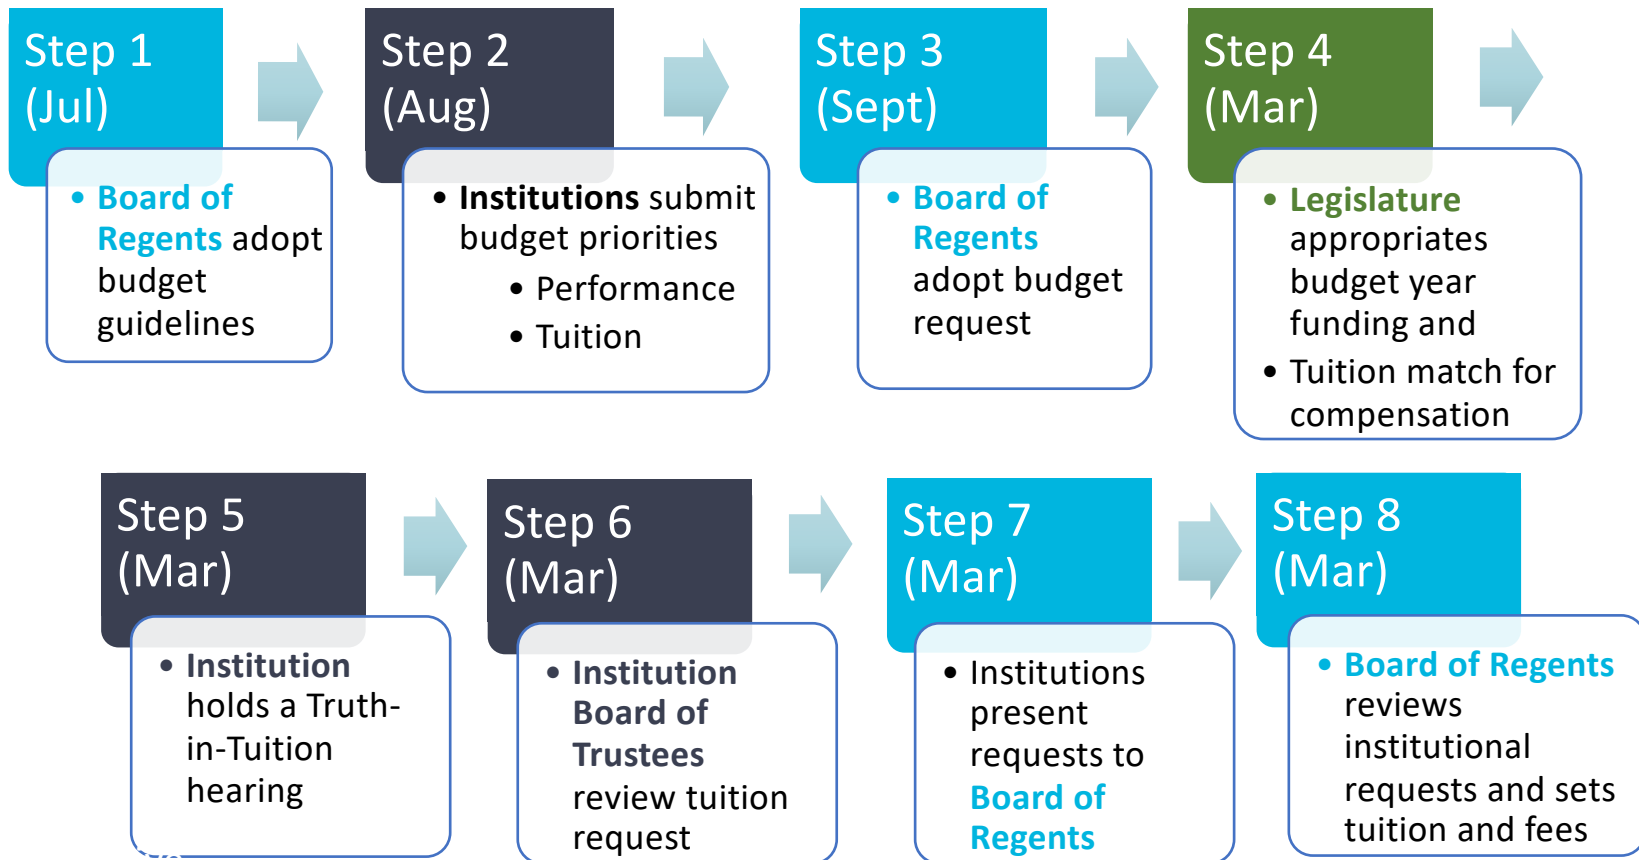 Step 1
(Jul)
• Board of
Regents adopt
budget
guidelines
Step 2
(Aug)
• Institutions submit
budget priorities
• Performance
• Tuition
Step 3
(Sept)
• Board of
Regents
adopt budget
request
Step 4
(Mar)
• Legislature
appropriates
budget year
funding and
• Tuition match for
compensation
Step 5
(Mar)
• Institution
holds a Truth-
in-Tuition
hearing
Step 6
(Mar)
• Institution
Board of
Trustees
review tuition
request
Step 7
(Mar)
• Institutions
present
requests to
Board of
Regents
Step 8
(Mar)
• Board of Regents
reviews
institutional
requests and sets
tuition and fees